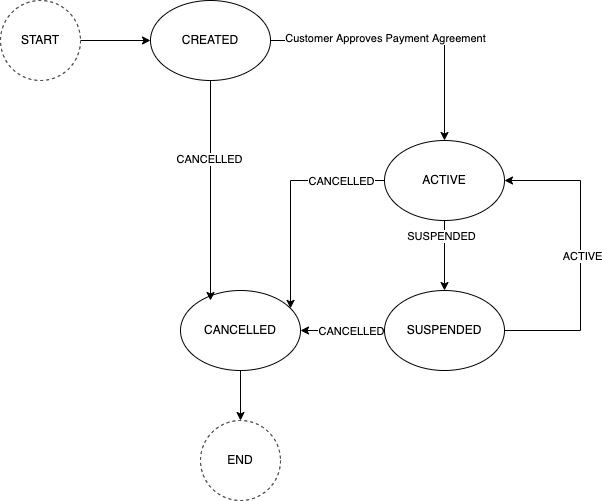 START
CREATED
Customer Approves Payment Agreement
CANCELLED
CANCELLED
ACTIVE
SUSPENDED
ACTIVE
CANCELLED
CANCELLED
SUSPENDED
END